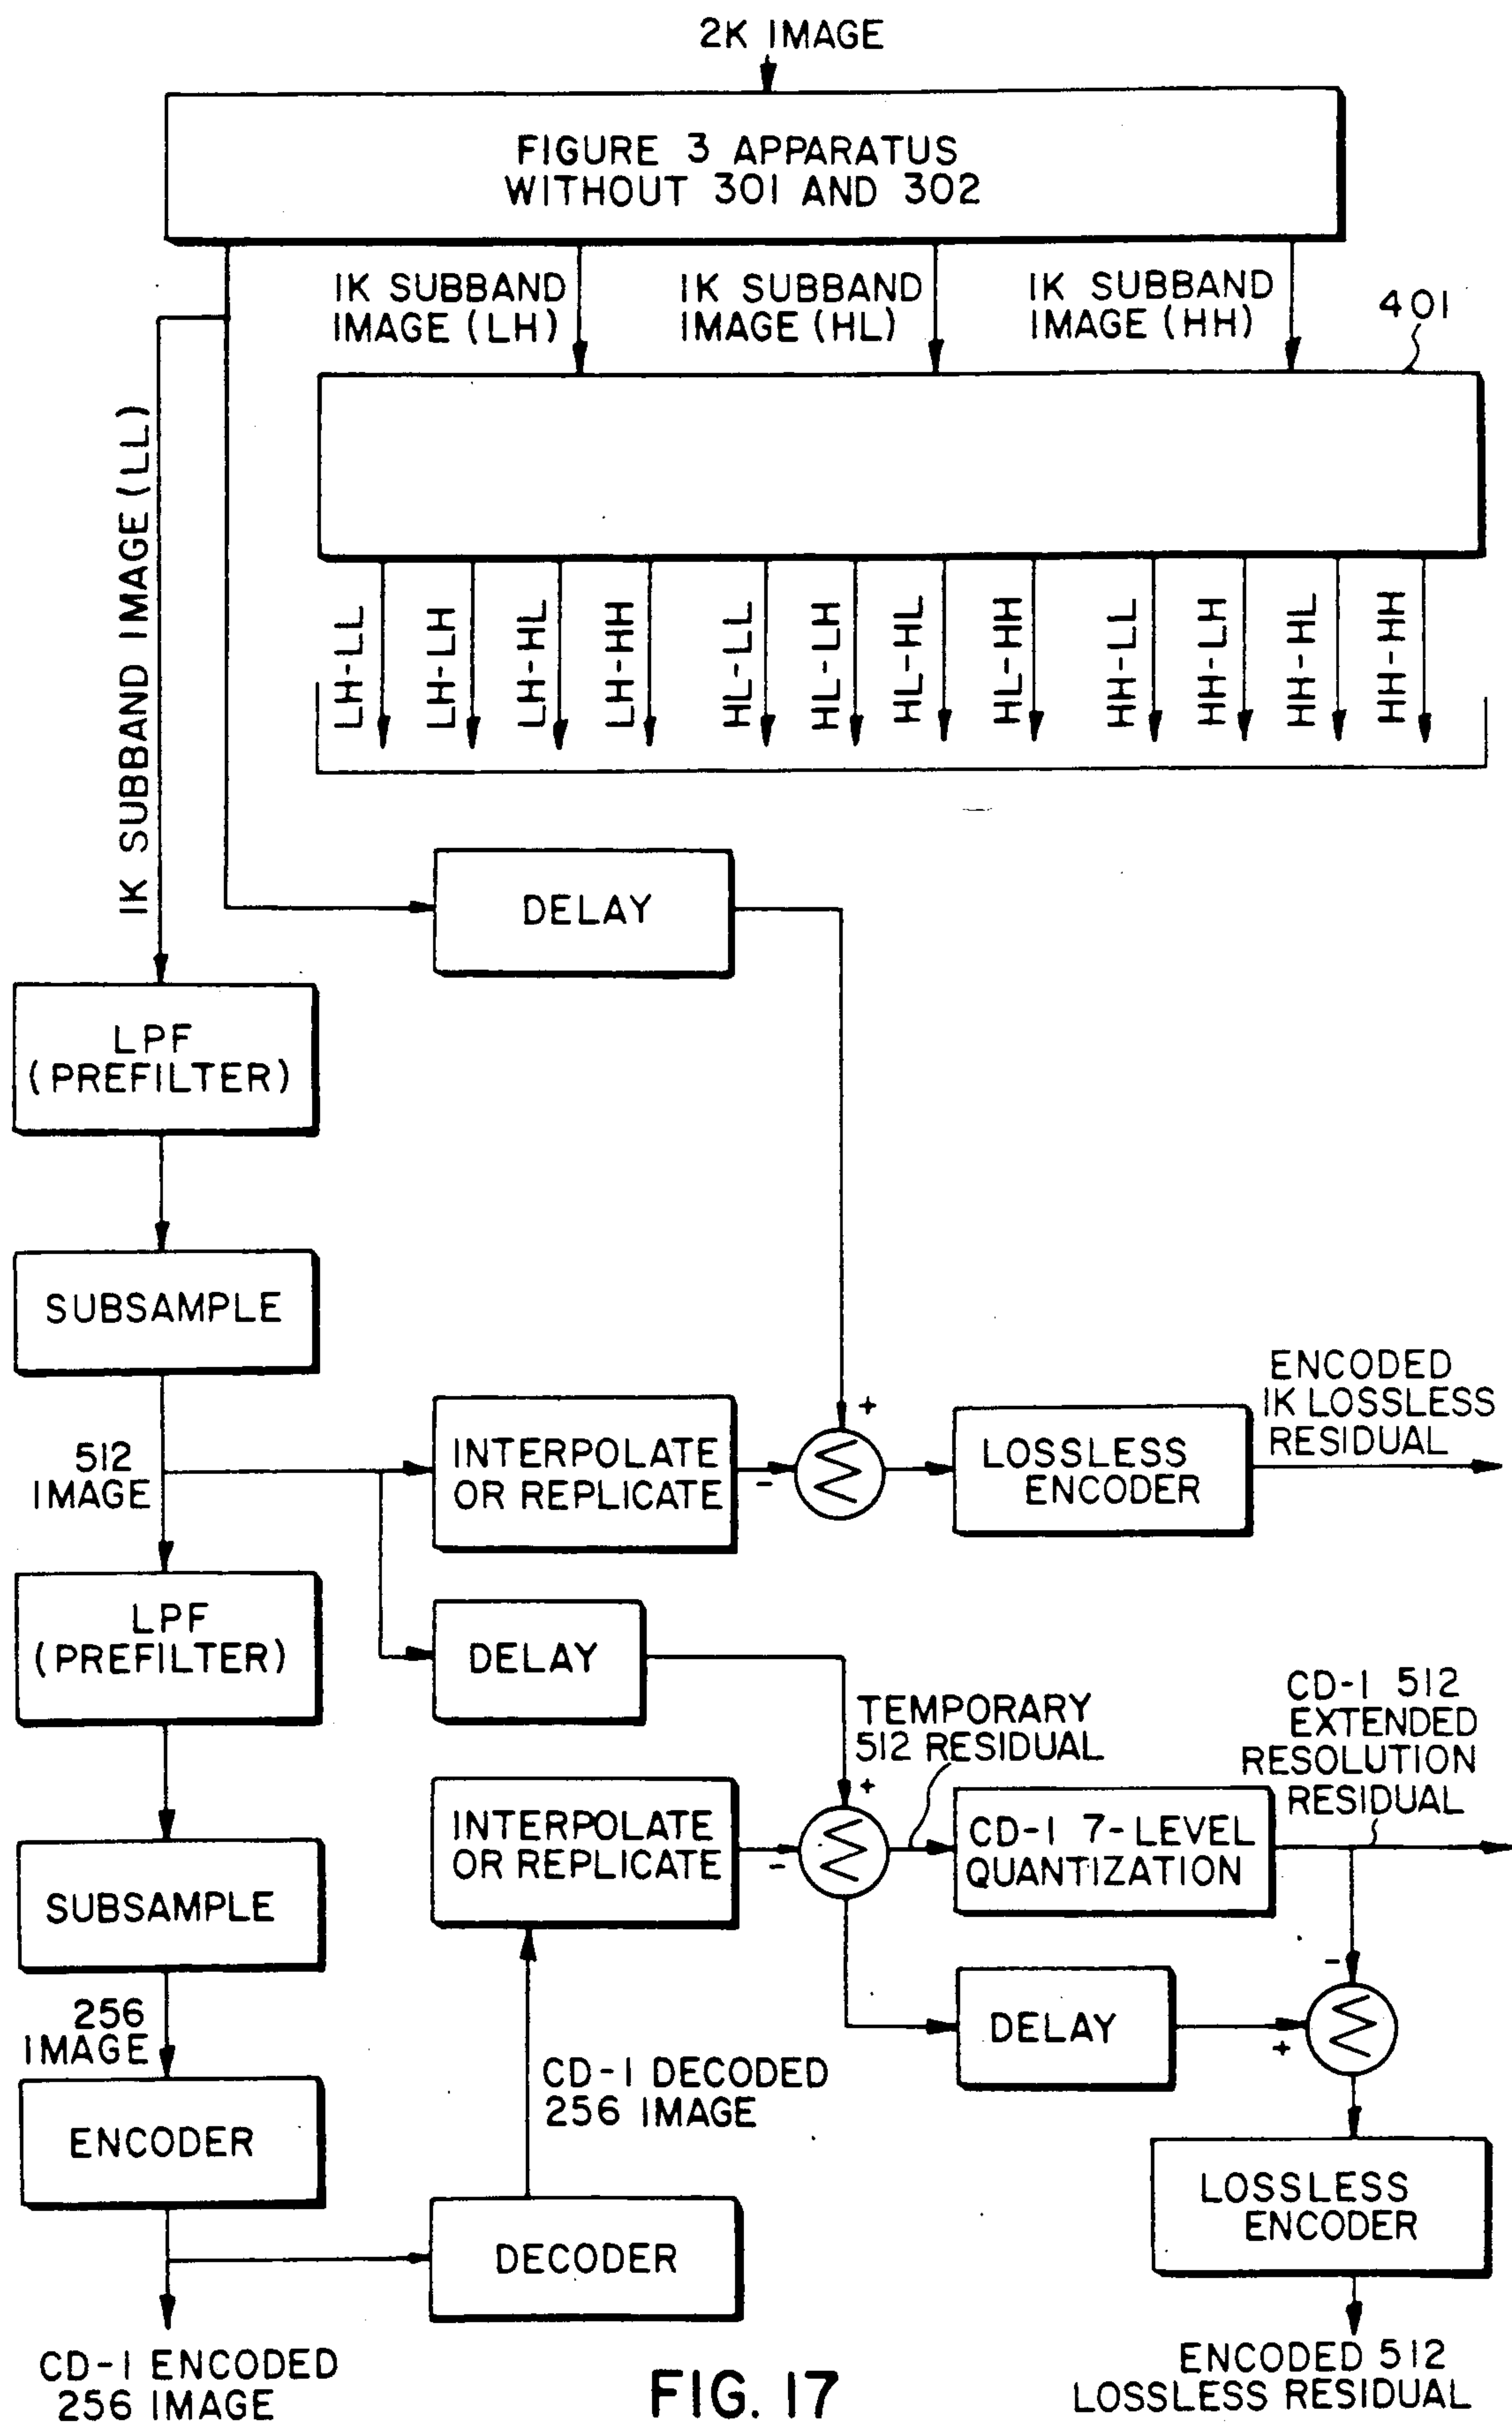 2K IMAGE
FIGURE 3 APPARATUS
WITHOUT 301 AND 302
1K SUBBAND
IMAGE (LH)
1K SUBBAND
IMAGE (HL)
1K SUBBAND
IMAGE (HH)
401
1K SUBBAND IMAGE (LL)
LH-LL
LH-LH
LH-HL
LH-HH
HL-LL
HL-LH
HL-HL
HL-HH
HH-LL
HH-LH
HH-HL
HH-HH
DELAY
LPF
(PREFILTER)
SUBSAMPLE
512
IMAGE
INTERPOLATE
OR REPLICATE
-
+
LOSSLESS
ENCODER
ENCODED
1K LOSSLESS
RESIDUAL
LPF
(PREFILTER)
DELAY
TEMPORARY
512 RESIDUAL
CD-I 512
EXTENDED
RESOLUTION
RESIDUAL
INTERPOLATE
OR REPLICATE
-
+
CD-I 7-LEVEL
QUANTIZATION
SUBSAMPLE
256
IMAGE
DELAY
-
+
CD-I DECODED
256 IMAGE
ENCODER
LOSSLESS
ENCODER
DECODER
CD-I ENCODED
256 IMAGE
ENCODED 512
LOSSLESS RESIDUAL
FIG. 17